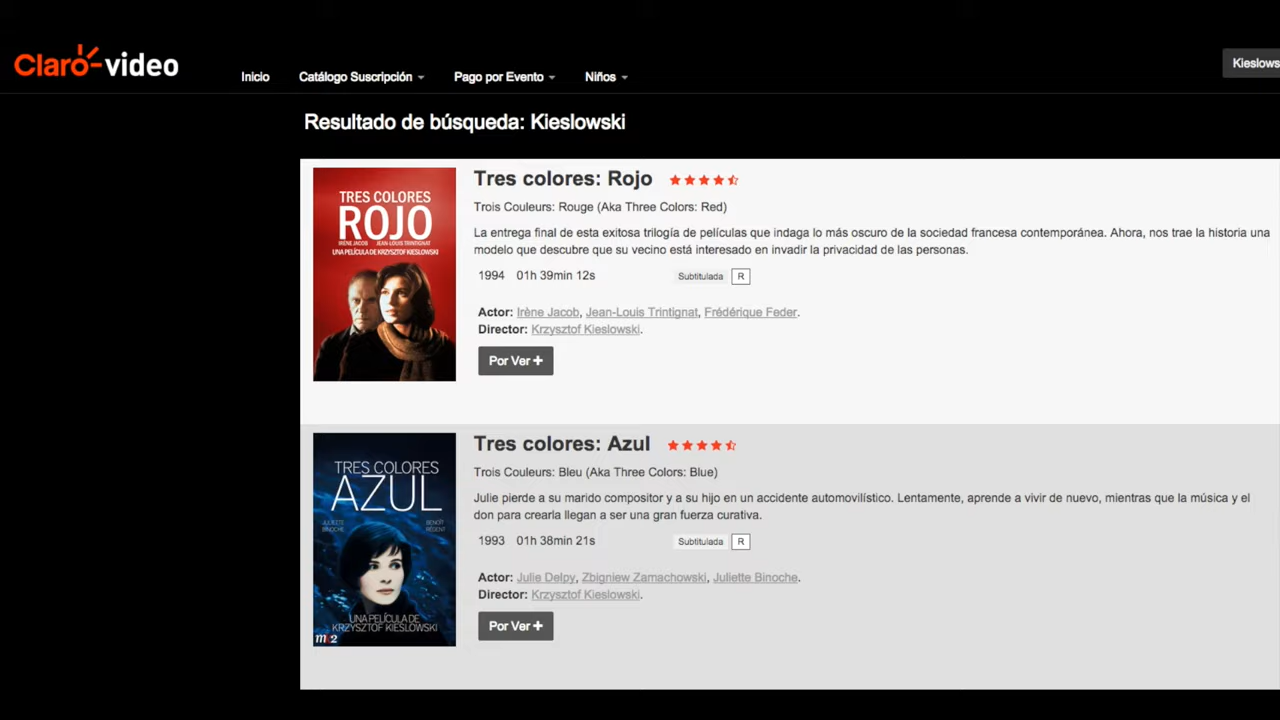 Claro-video
Inicio
Catálogo Suscripción
Pago por Evento
Niños
Kieslows
Resultado de búsqueda: Kieslowski
TRES COLORES
ROJO
IRÈNE JACOB JEAN-LOUIS TRINTIGNAT
UNA PELÍCULA DE KRZYSZTOF KIESLOWSKI
Tres colores: Rojo
Trois Couleurs: Rouge (Aka Three Colors: Red)
La entrega final de esta exitosa trilogía de películas que indaga lo más oscuro de la sociedad francesa contemporánea. Ahora, nos trae la historia una
modelo que descubre que su vecino está interesado en invadir la privacidad de las personas.
1994 01h 39min 12s Subtitulada R
Actor: Irène Jacob, Jean-Louis Trintignat, Frédérique Feder.
Director: Krzysztof Kieslowski.
Por Ver +
TRES COLORES
AZUL
JULIETTE
BINOCHE
BENOÎT
RÉGENT
UNA PELÍCULA DE
KRZYSZTOF KIESLOWSKI
mk2
Tres colores: Azul
Trois Couleurs: Bleu (Aka Three Colors: Blue)
Julie pierde a su marido compositor y a su hijo en un accidente automovilístico. Lentamente, aprende a vivir de nuevo, mientras que la música y el
don para crearla llegan a ser una gran fuerza curativa.
1993 01h 38min 21s Subtitulada R
Actor: Julie Delpy, Zbigniew Zamachowski, Juliette Binoche.
Director: Krzysztof Kieslowski.
Por Ver +